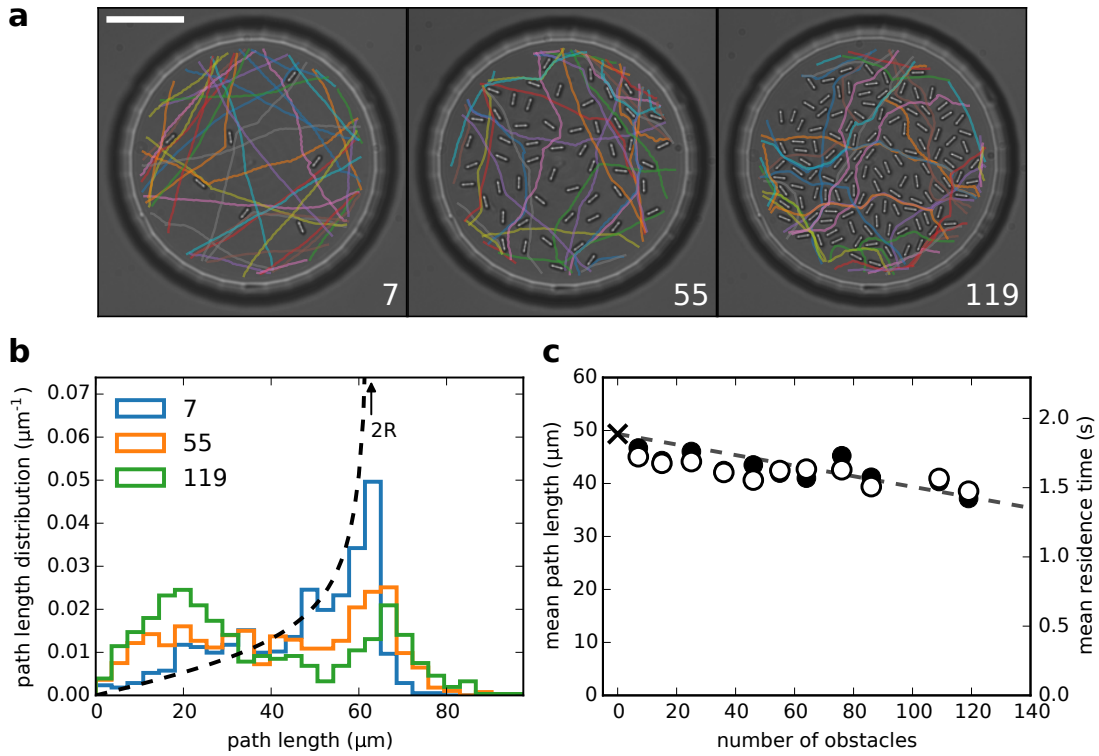 a
7
55
119
b
path length distribution (µm⁻¹)
0.07
0.06
0.05
0.04
0.03
0.02
0.01
0.00
7
55
119
2R
0 20 40 60 80
path length (µm)
c
mean path length (µm)
60
50
40
30
20
10
0
0 20 40 60 80 100 120 140
number of obstacles
2.0
1.5
1.0
0.5
0.0
mean residence time (s)